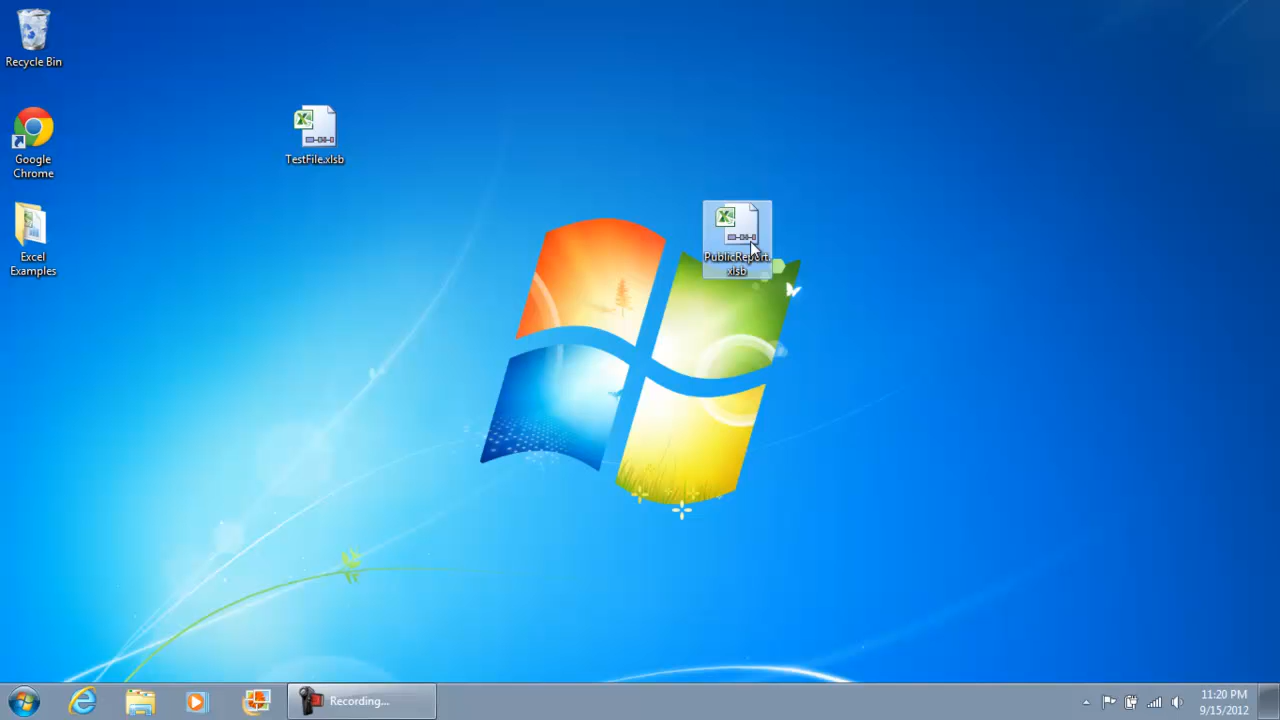 Recycle Bin
Google
Chrome
Excel
Examples
TestFile.xlsb
PublicReport.
xlsb
Recording...
11:20 PM
9/15/2012